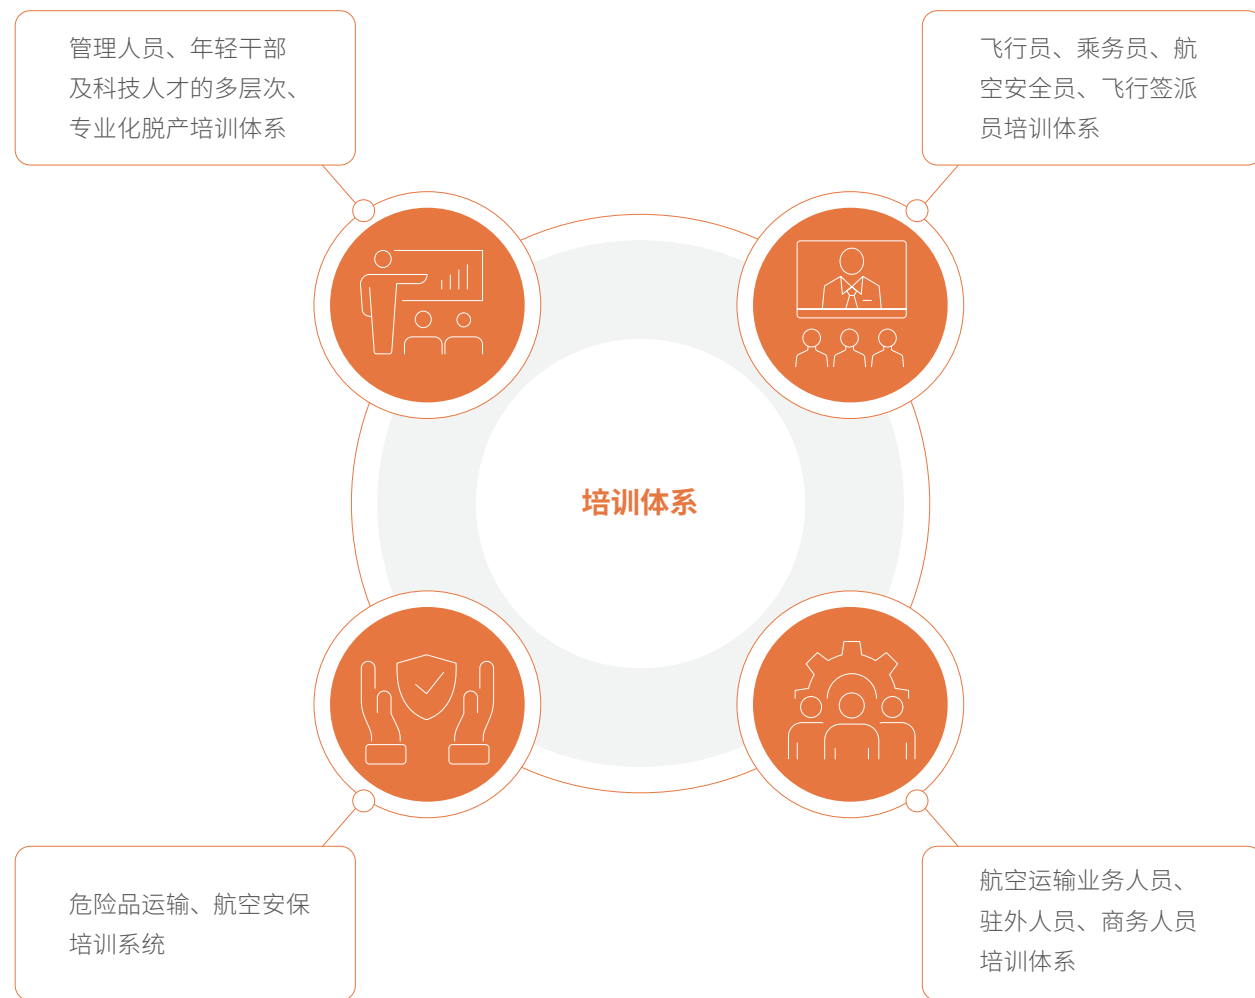 管理人员、年轻干部
及科技人才的多层次、
专业化脱产培训体系
飞行员、乘务员、航
空安全员、飞行签派
员培训体系
培训体系
危险品运输、航空安保
培训系统
航空运输业务人员、
驻外人员、商务人员
培训体系